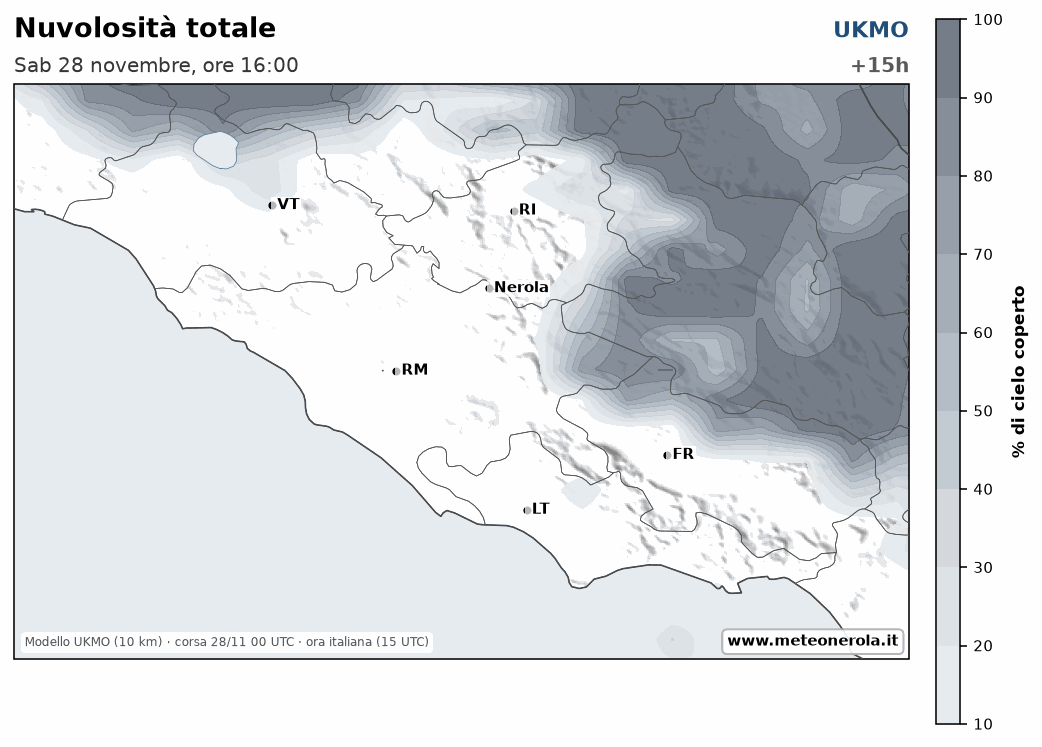 Nuvolosità totale
UKMO
Sab 28 novembre, ore 16:00
+15h
100
90
80
70
60
50
40
30
20
10
% di cielo coperto
VT
RI
Nerola
RM
FR
LT
Modello UKMO (10 km) · corsa 28/11 00 UTC · ora italiana (15 UTC)
www.meteonerola.it